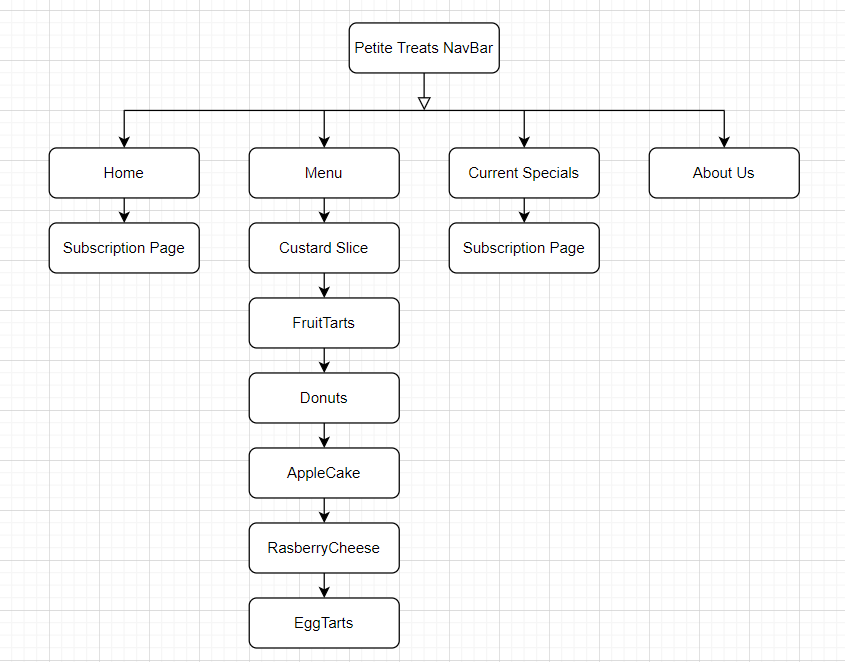 Petite Treats NavBar
Home
Menu
Current Specials
About Us
Subscription Page
Custard Slice
Subscription Page
FruitTarts
Donuts
AppleCake
RasberryCheese
EggTarts